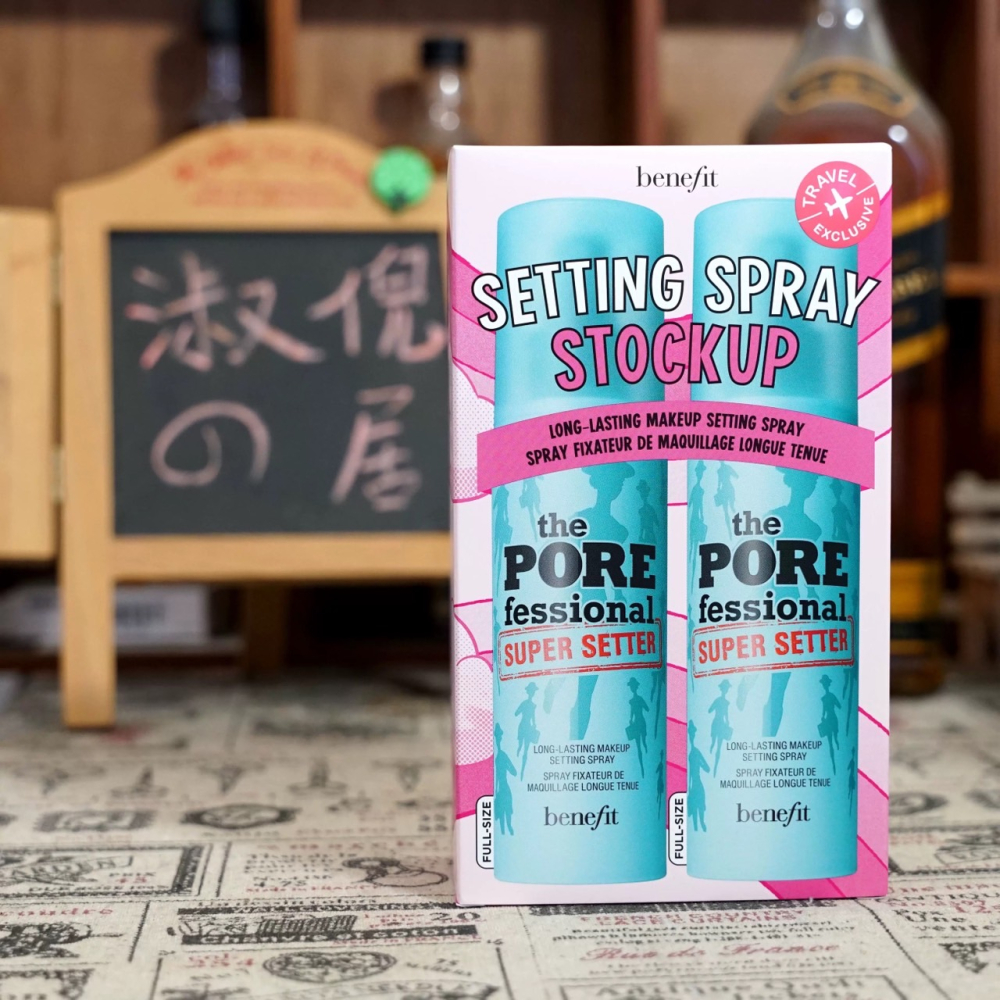 淑倪
の居
benefit
TRAVEL
EXCLUSIVE
SETTING SPRAY
STOCKUP
LONG-LASTING MAKEUP SETTING SPRAY
SPRAY FIXATEUR DE MAQUILLAGE LONGUE TENUE
the
PORE
fessional
SUPER SETTER
LONG-LASTING MAKEUP
SETTING SPRAY
SPRAY FIXATEUR DE
MAQUILLAGE LONGUE TENUE
benefit
FULL-SIZE
the
PORE
fessional
SUPER SETTER
LONG-LASTING MAKEUP
SETTING SPRAY
SPRAY FIXATEUR DE
MAQUILLAGE LONGUE TENUE
benefit
FULL-SIZE
Rue de France